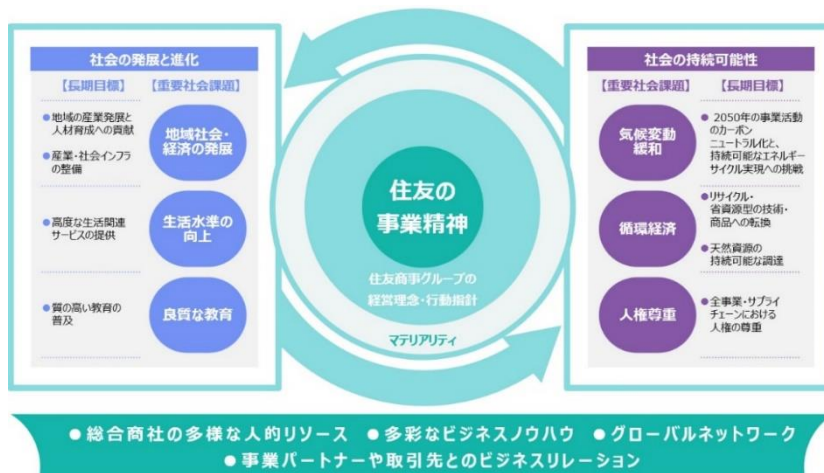 社会の発展と進化
【長期目標】 【重要社会課題】
●地域の産業発展と
人材育成への貢献
●産業・社会インフラ
の整備
地域社会・
経済の発展
●高度な生活関連
サービスの提供
生活水準の
向上
●質の高い教育の
普及
良質な教育
住友の
事業精神
住友商事グループの
経営理念・行動指針
マテリアリティ
社会の持続可能性
【重要社会課題】 【長期目標】
気候変動
緩和
● 2050年の事業活動
のカーボン
ニュートラル化と、
持続可能なエネルギー
サイクル実現への挑戦
循環経済
●リサイクル・
省資源型の技術・
商品への転換
●天然資源の
持続可能な調達
人権尊重
●全事業・サプライ
チェーンにおける
人権の尊重
●総合商社の多様な人的リソース ●多彩なビジネスノウハウ ●グローバルネットワーク
●事業パートナーや取引先とのビジネスリレーション